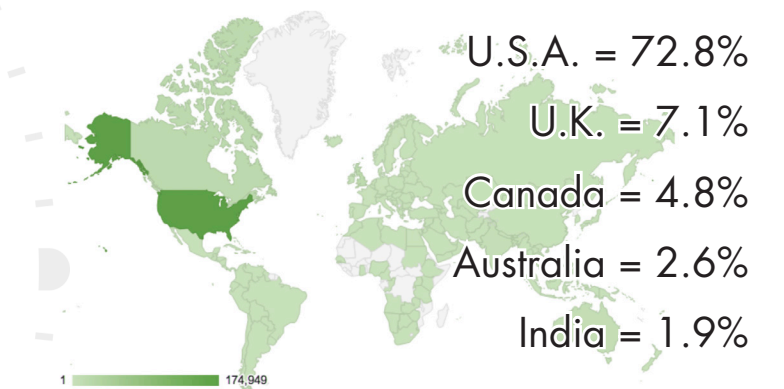 U.S.A. = 72.8%
U.K. = 7.1%
Canada = 4.8%
Australia = 2.6%
India = 1.9%
1 174,949